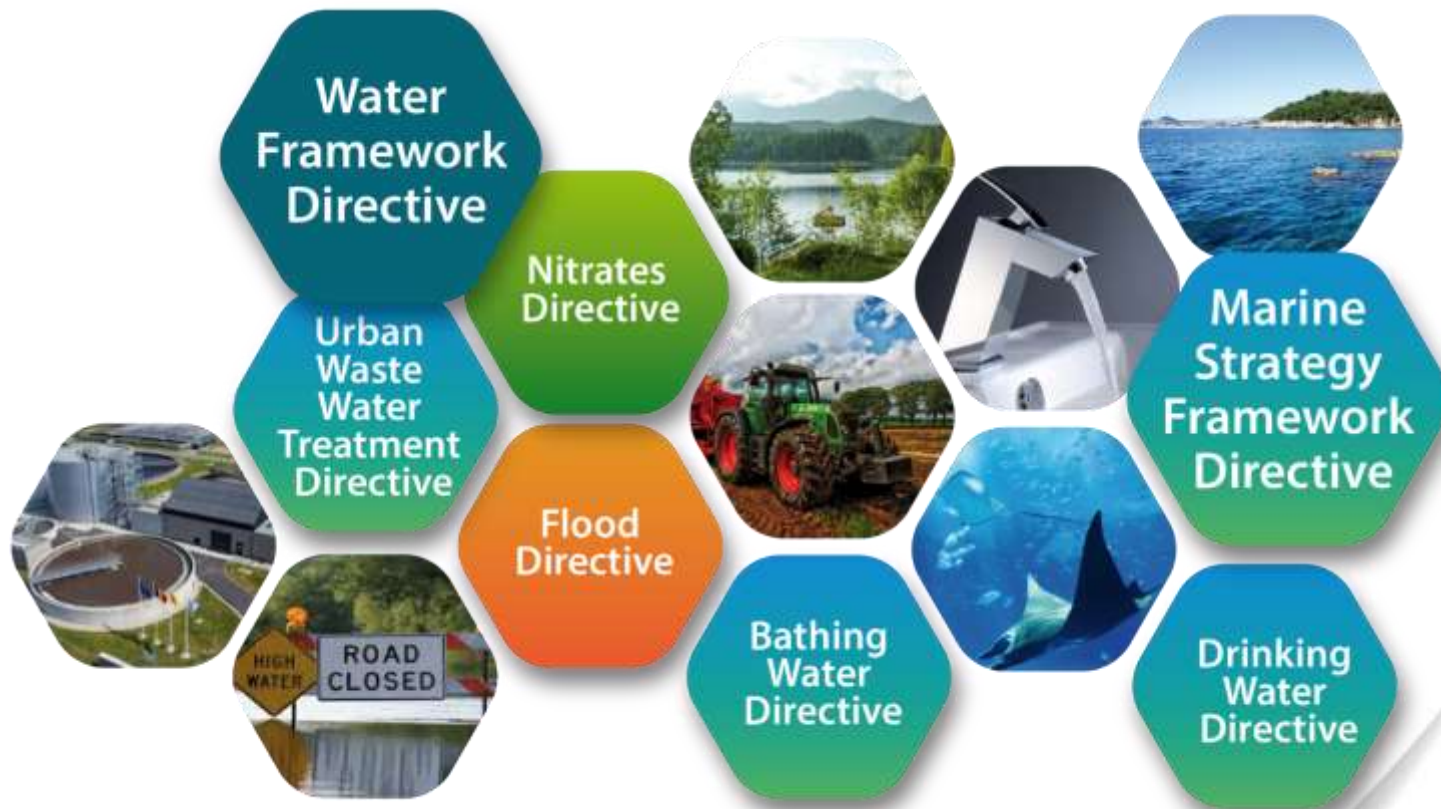 Water
Framework
Directive
Nitrates
Directive
Urban
Waste
Water
Treatment
Directive
Marine
Strategy
Framework
Directive
Flood
Directive
HIGH
WATER
ROAD
CLOSED
Bathing
Water
Directive
Drinking
Water
Directive